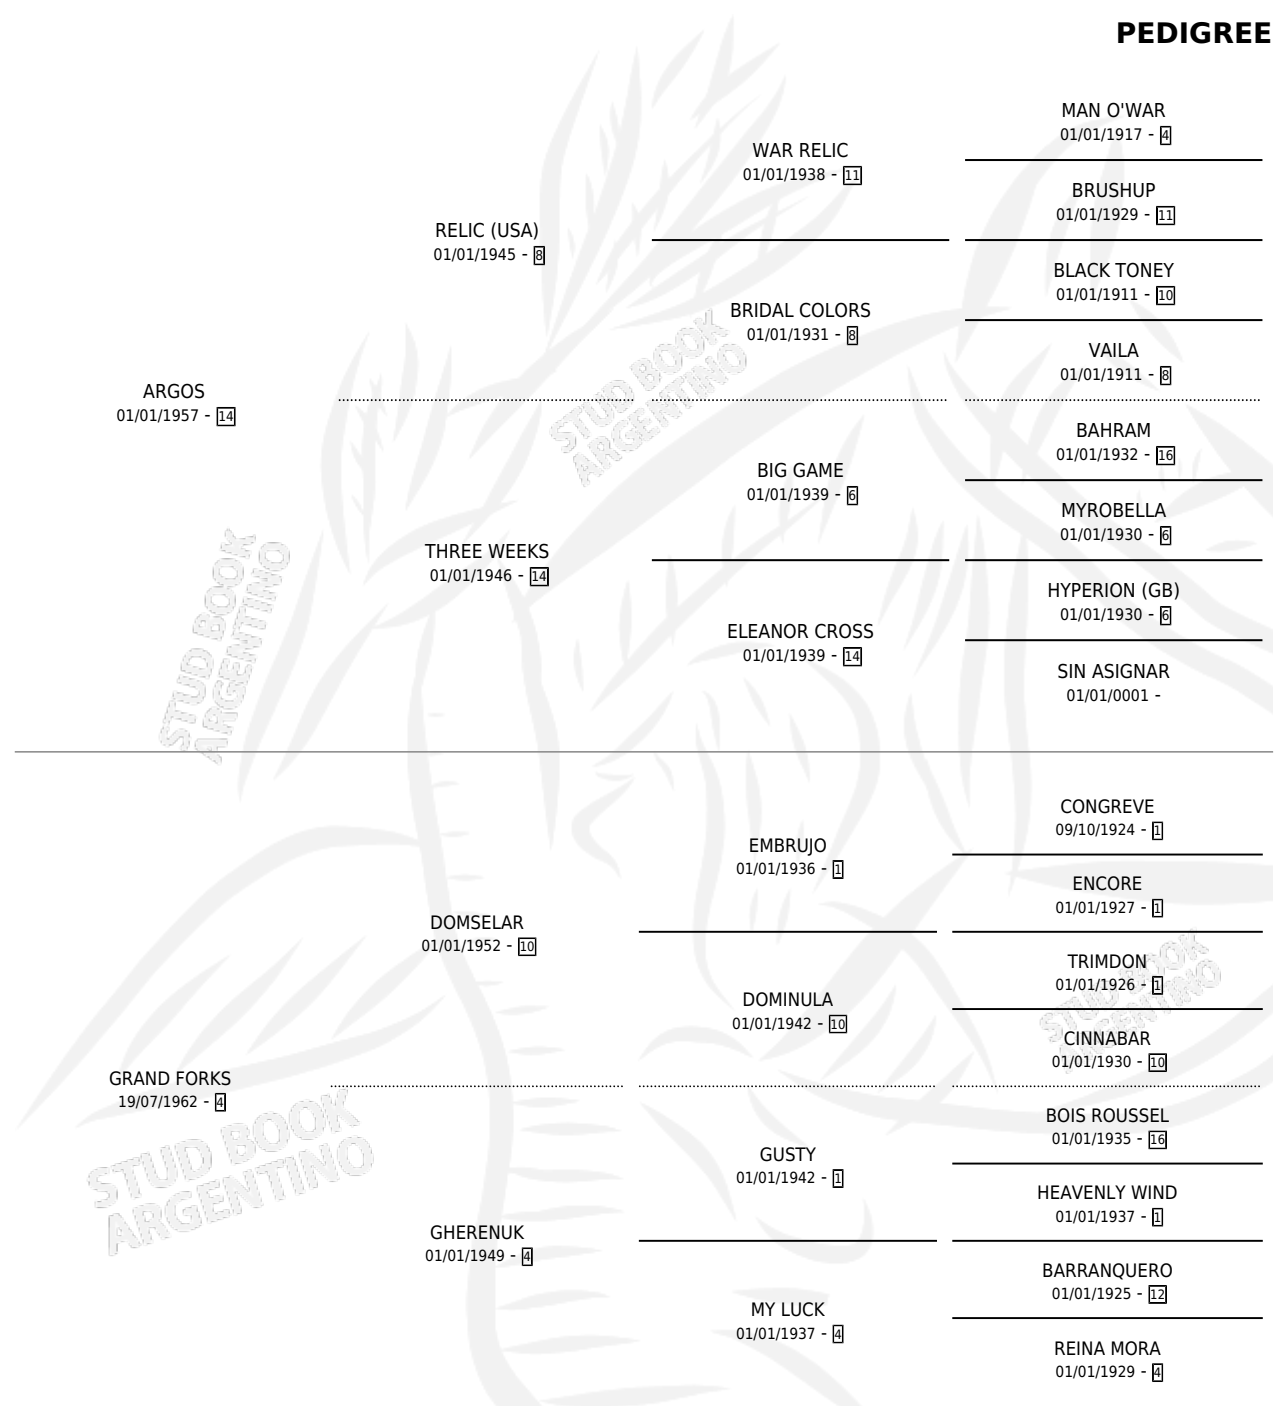 PEDIGREE
MAN O'WAR
01/01/1917 - 4
WAR RELIC
01/01/1938 - 11
BRUSHUP
01/01/1929 - 11
RELIC (USA)
01/01/1945 - 8
BLACK TONEY
01/01/1911 - 10
BRIDAL COLORS
01/01/1931 - 8
VAILA
01/01/1911 - 8
ARGOS
01/01/1957 - 14
STUD BOOK
ARGENTINO
BAHRAM
01/01/1932 - 16
BIG GAME
01/01/1939 - 6
MYROBELLA
01/01/1930 - 6
THREE WEEKS
01/01/1946 - 14
HYPERION (GB)
01/01/1930 - 6
ELEANOR CROSS
01/01/1939 - 14
SIN ASIGNAR
01/01/0001 -
STUD BOOK
ARGENTINO
CONGREVE
09/10/1924 - 1
EMBRUJO
01/01/1936 - 1
ENCORE
01/01/1927 - 1
DOMSELAR
01/01/1952 - 10
TRIMDON
01/01/1926 - 1
DOMINULA
01/01/1942 - 10
CINNABAR
01/01/1930 - 10
STUD BOOK
ARGENTINO
GRAND FORKS
19/07/1962 - 4
BOIS ROUSSEL
01/01/1935 - 16
GUSTY
01/01/1942 - 1
HEAVENLY WIND
01/01/1937 - 1
STUD BOOK
ARGENTINO
GHERENUK
01/01/1949 - 4
BARRANQUERO
01/01/1925 - 12
MY LUCK
01/01/1937 - 4
REINA MORA
01/01/1929 - 4